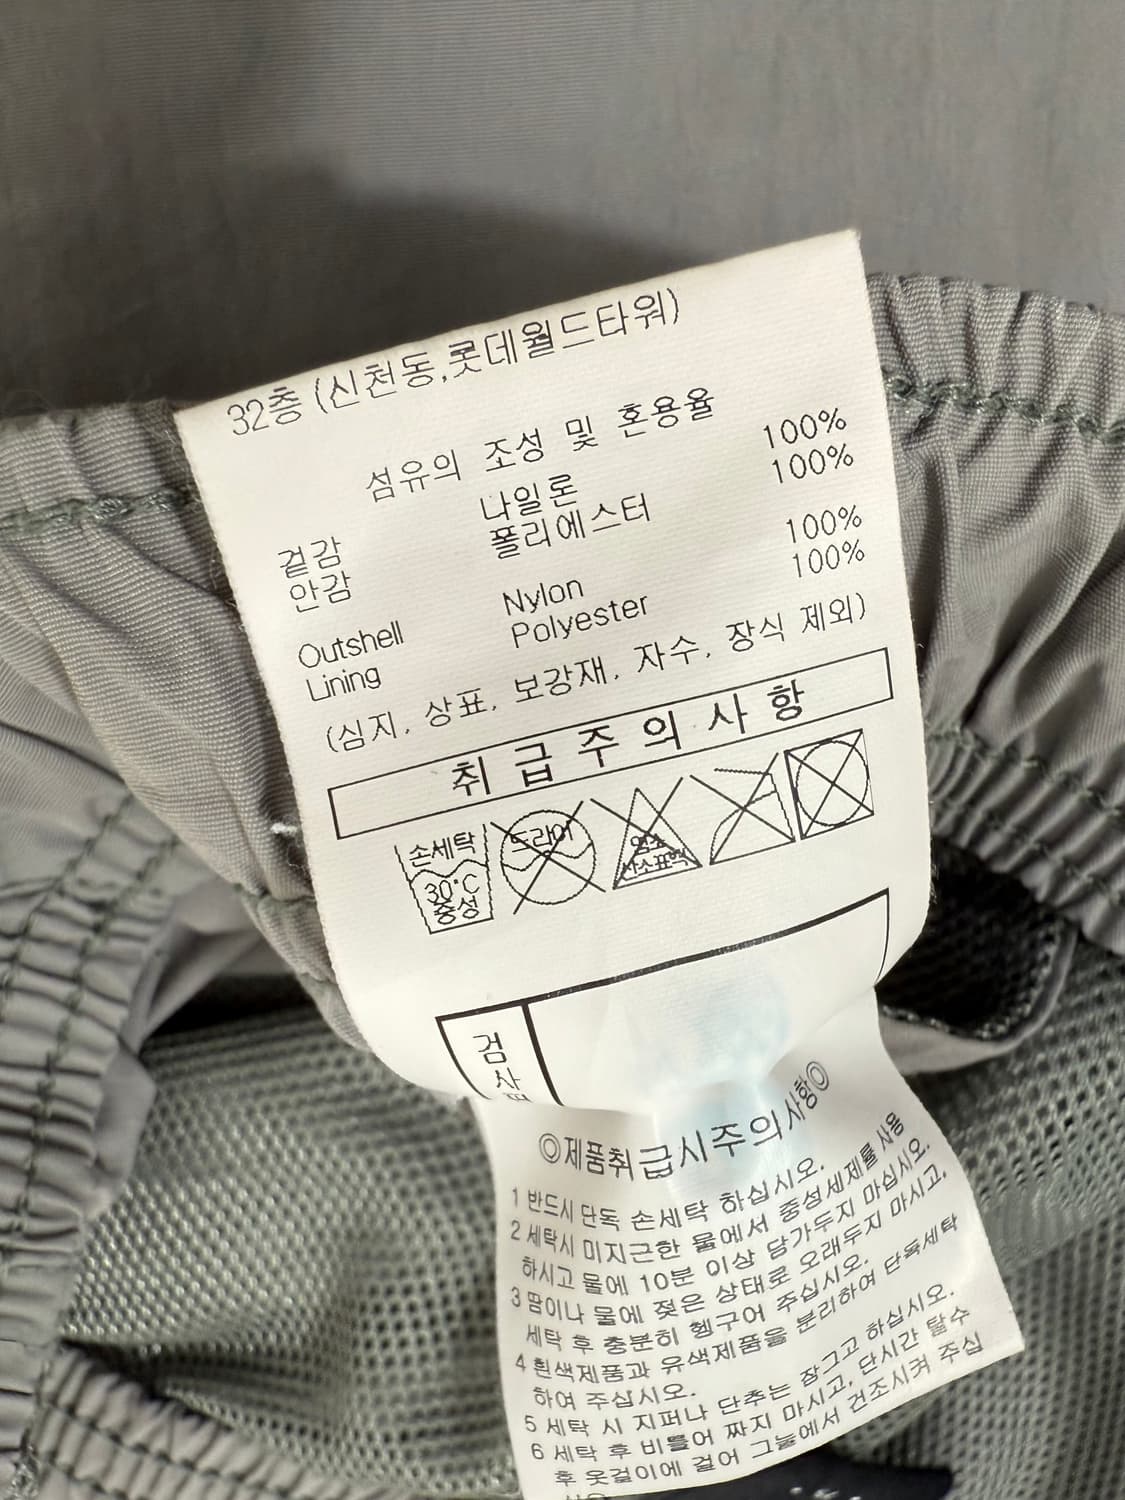 32층 (신천동,롯데월드타워)
섬유의 조성 및 혼용율
겉감 나일론 100%
안감 폴리에스터 100%
Outshell Nylon 100%
Lining Polyester 100%
(심지, 상표, 보강재, 자수, 장식 제외)
취급주의사항
손세탁
30°C
중성
드라이
염소
산소표백
검사
◎제품취급시주의사항◎
1 반드시 단독 손세탁 하십시오.
2 세탁시 미지근한 물에서 중성세제를 사용
하시고 물에 10분 이상 담가두지 마십시오.
3 땀이나 물에 젖은 상태로 오래두지 마시고,
세탁 후 충분히 헹구어 주십시오.
4 흰색제품과 유색제품을 분리하여 단독세탁
하여 주십시오.
5 세탁 시 지퍼나 단추는 잠그고 하십시오.
6 세탁 후 비틀어 짜지 마시고, 단시간 탈수
후 옷걸이에 걸어 그늘에서 건조시켜 주십